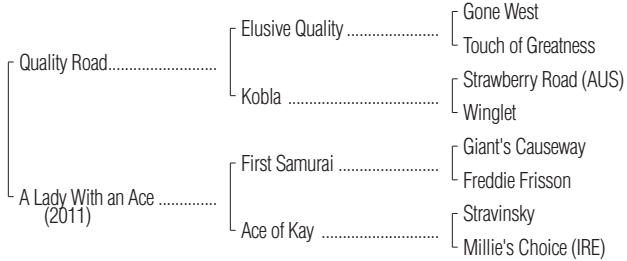 Gone West
Elusive Quality ......................
Touch of Greatness
Quality Road..........................
Strawberry Road (AUS)
Kobla .....................................
Winglet
Giant's Causeway
First Samurai ........................
Freddie Frisson
A Lady With an Ace ..............
(2011)
Stravinsky
Ace of Kay ............................
Millie's Choice (IRE)